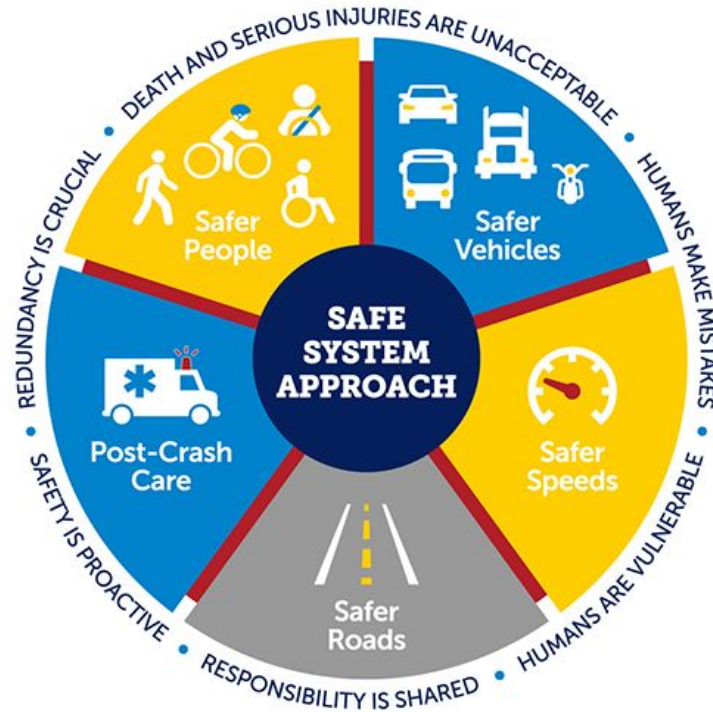 DEATH AND SERIOUS INJURIES ARE UNACCEPTABLE
HUMANS MAKE MISTAKES
HUMANS ARE VULNERABLE
RESPONSIBILITY IS SHARED
SAFETY IS PROACTIVE
REDUNDANCY IS CRUCIAL
Safer
People
Safer
Vehicles
SAFE
SYSTEM
APPROACH
Post-Crash
Care
Safer
Speeds
Safer
Roads